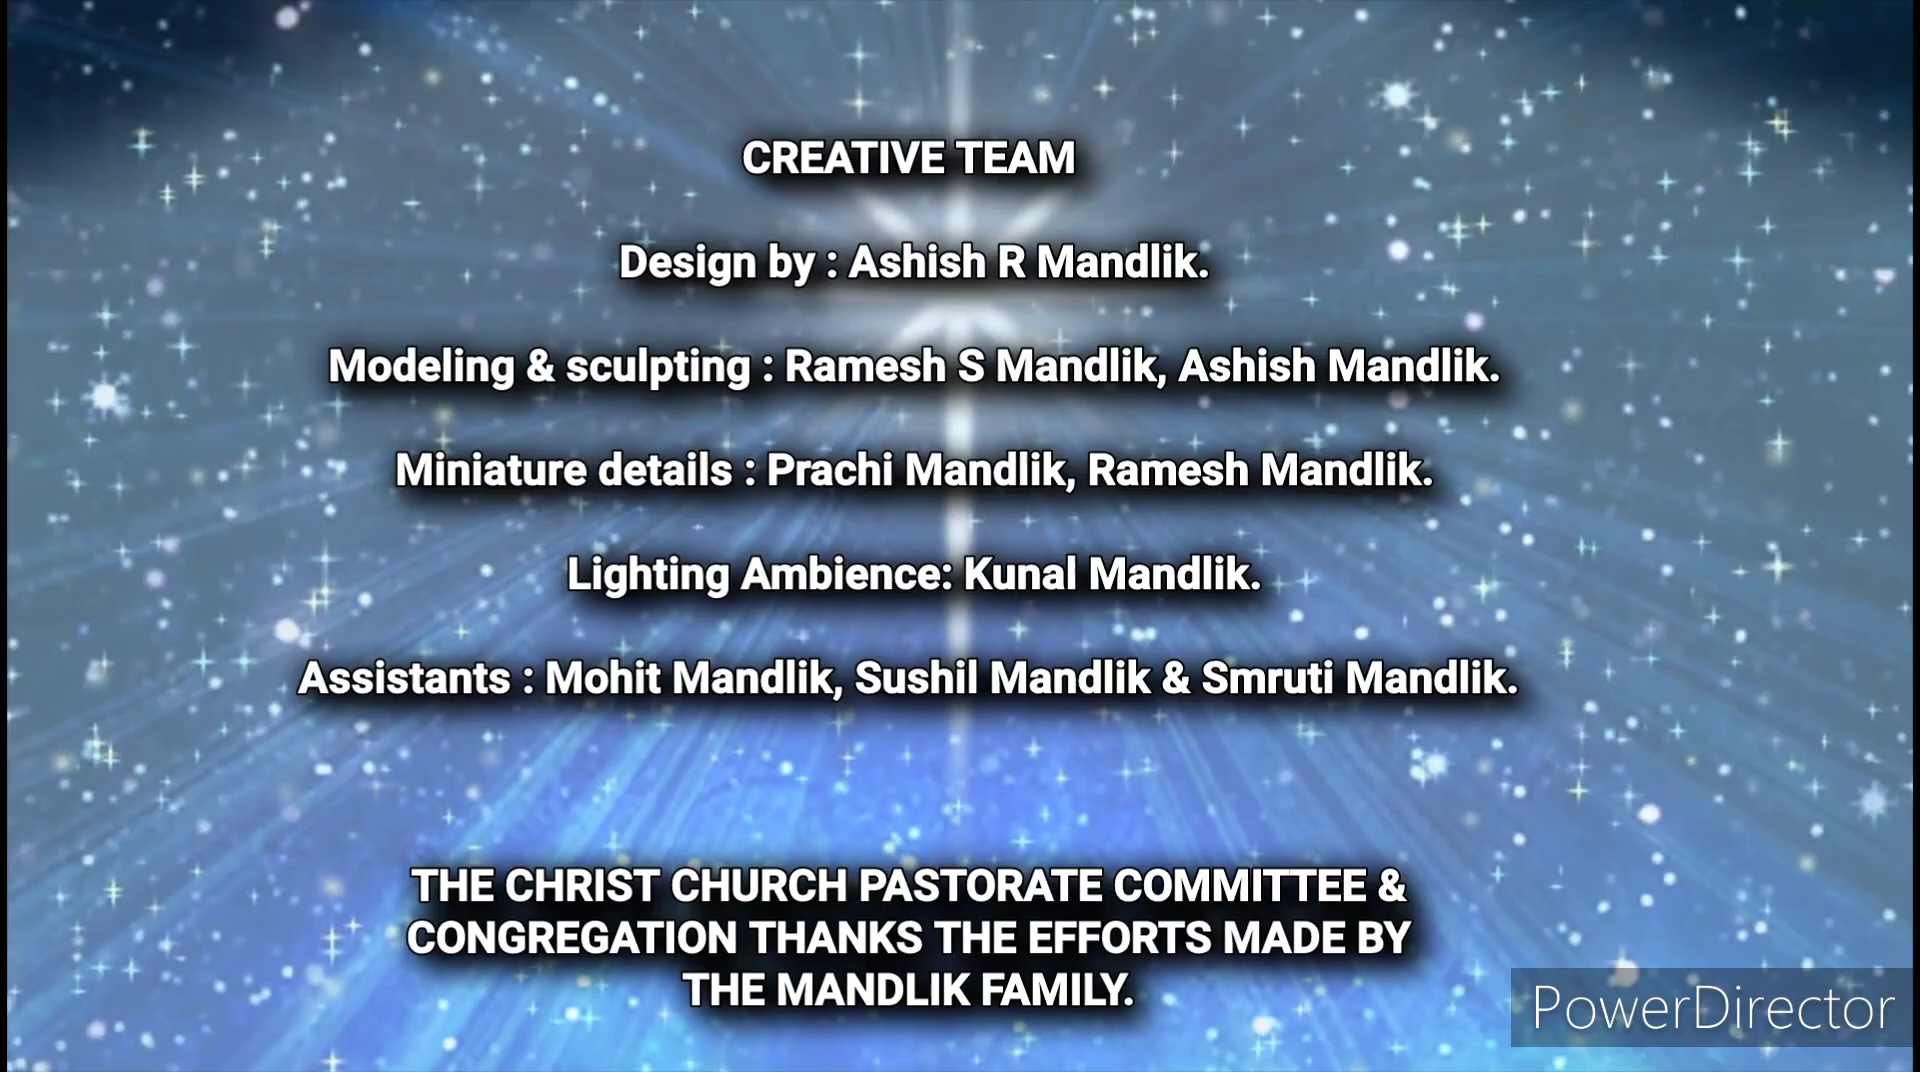 CREATIVE TEAM
Design by : Ashish R Mandlik.
Modeling & sculpting : Ramesh S Mandlik, Ashish Mandlik.
Miniature details : Prachi Mandlik, Ramesh Mandlik.
Lighting Ambience: Kunal Mandlik.
Assistants : Mohit Mandlik, Sushil Mandlik & Smruti Mandlik.
THE CHRIST CHURCH PASTORATE COMMITTEE &
CONGREGATION THANKS THE EFFORTS MADE BY
THE MANDLIK FAMILY.
PowerDirector